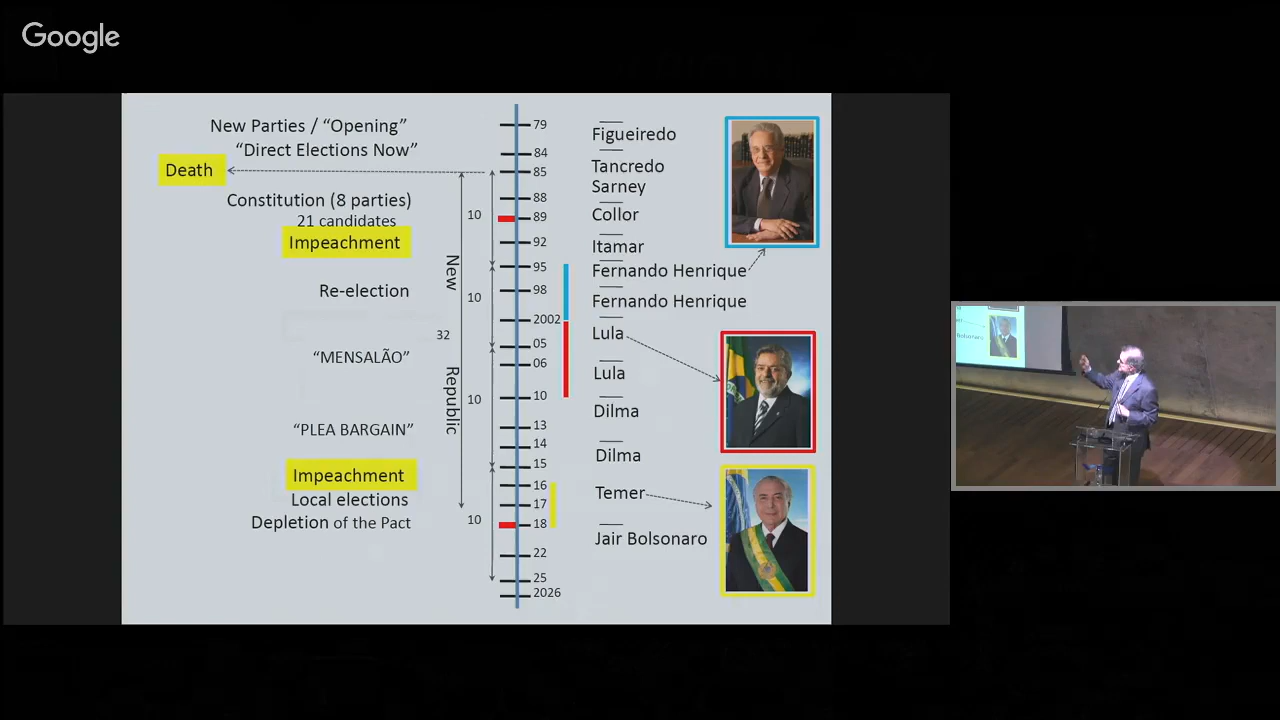 Google
New Parties / “Opening”
“Direct Elections Now”
Death
Constitution (8 parties)
21 candidates
Impeachment
Re-election
“MENSALÃO”
“PLEA BARGAIN”
Impeachment
Local elections
Depletion of the Pact
New
Republic
32
10
10
10
10
79
84
85
88
89
92
95
98
2002
05
06
10
13
14
15
16
17
18
22
25
2026
Figueiredo
Tancredo
Sarney
Collor
Itamar
Fernando Henrique
Fernando Henrique
Lula
Lula
Dilma
Dilma
Temer
Jair Bolsonaro